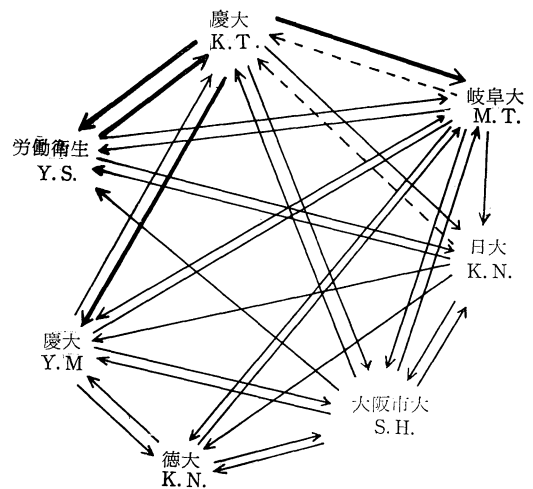 慶大
K.T.
岐阜大
M.T.
労働衛生
Y.S.
日大
K.N.
慶大
Y.M
大阪市大
S.H.
徳大
K.N.